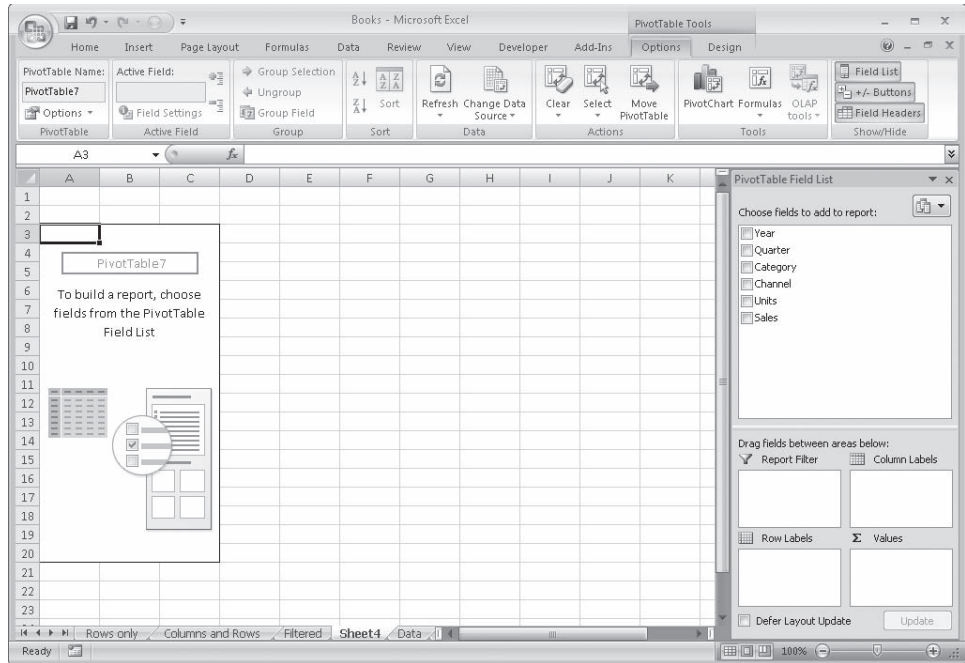 Books - Microsoft Excel
PivotTable Tools
Home Insert Page Layout Formulas Data Review View Developer Add-Ins Options Design
PivotTable Name:
PivotTable7
Options
PivotTable
Active Field:
Field Settings
Active Field
Group Selection
Ungroup
Group Field
Group
Sort
Sort
Refresh
Change Data Source
Data
Clear
Select
Move PivotTable
Actions
PivotChart
Formulas
OLAP tools
Tools
Field List
+/- Buttons
Field Headers
Show/Hide
A3
fx
A B C D E F G H I J K
1
2
3
4
5
6
7
8
9
10
11
12
13
14
15
16
17
18
19
20
21
22
23
PivotTable7
To build a report, choose
fields from the PivotTable
Field List
PivotTable Field List
Choose fields to add to report:
Year
Quarter
Category
Channel
Units
Sales
Drag fields between areas below:
Report Filter
Column Labels
Row Labels
Σ Values
Defer Layout Update
Update
Rows only Columns and Rows Filtered Sheet4 Data
Ready
100%